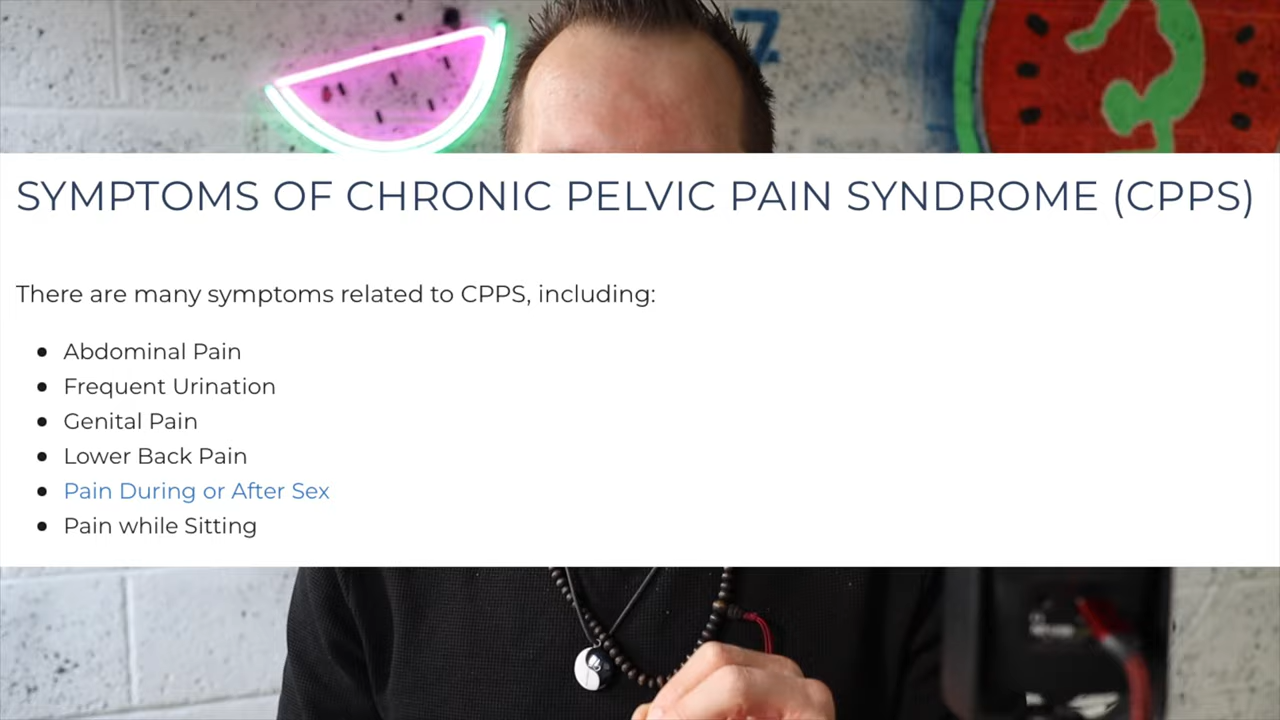 Z
SYMPTOMS OF CHRONIC PELVIC PAIN SYNDROME (CPPS)
There are many symptoms related to CPPS, including:
Abdominal Pain
Frequent Urination
Genital Pain
Lower Back Pain
Pain During or After Sex
Pain while Sitting